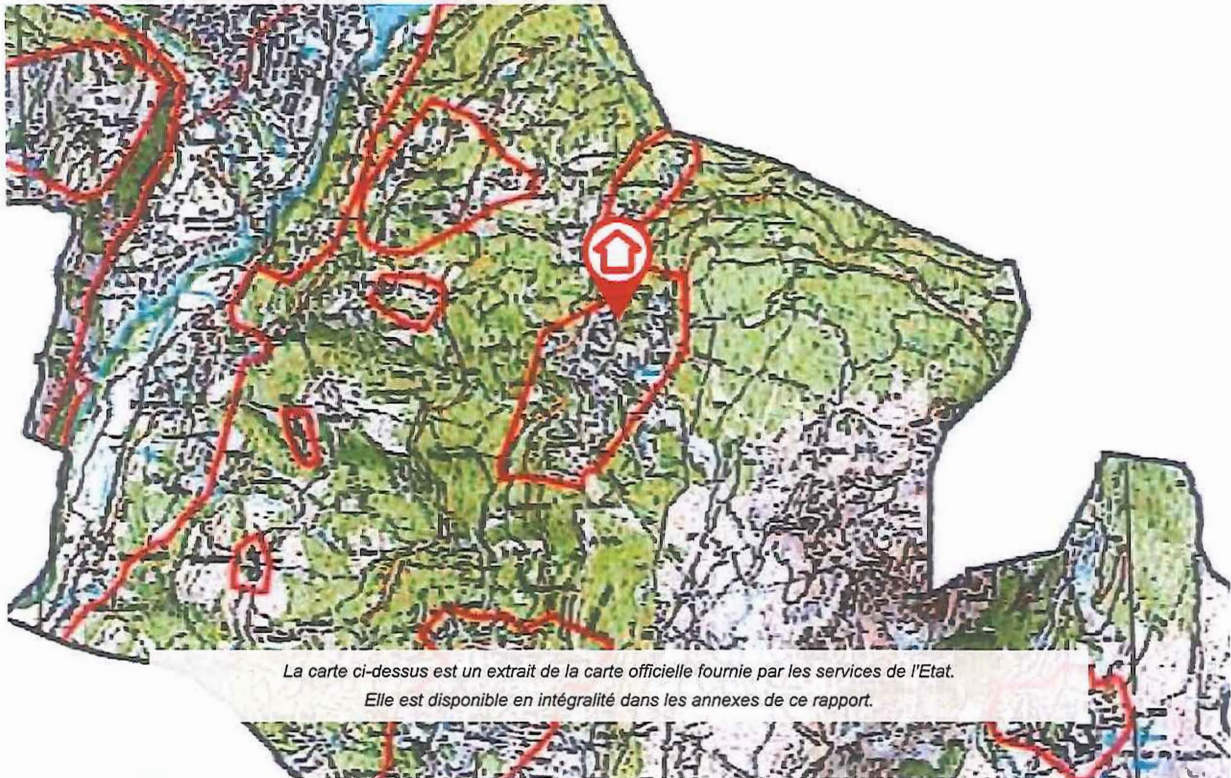 La carte ci-dessus est un extrait de la carte officielle fournie par les services de l'Etat.
Elle est disponible en intégralité dans les annexes de ce rapport.